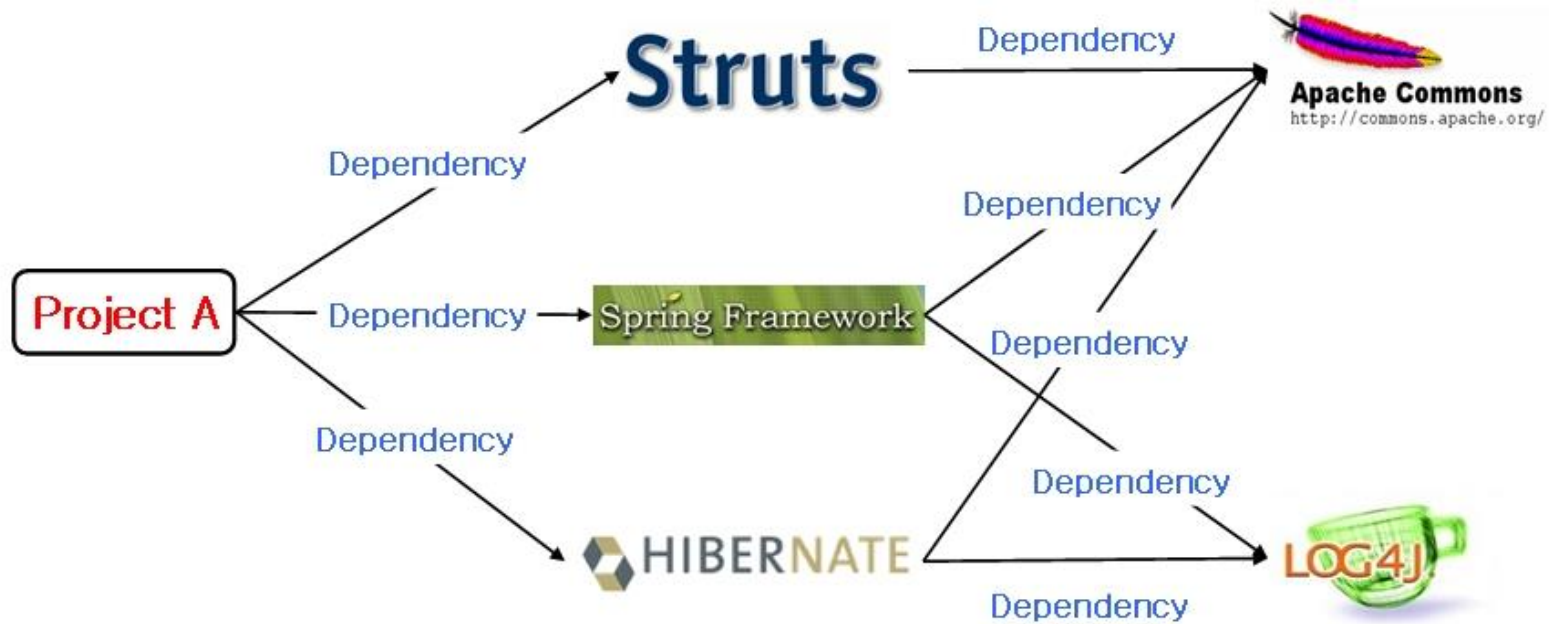 Struts
Dependency
Apache Commons
http://commons.apache.org/
Dependency
Dependency
Project A
Dependency
Spring Framework
Dependency
Dependency
Dependency
HIBERNATE
LOG4J
Dependency